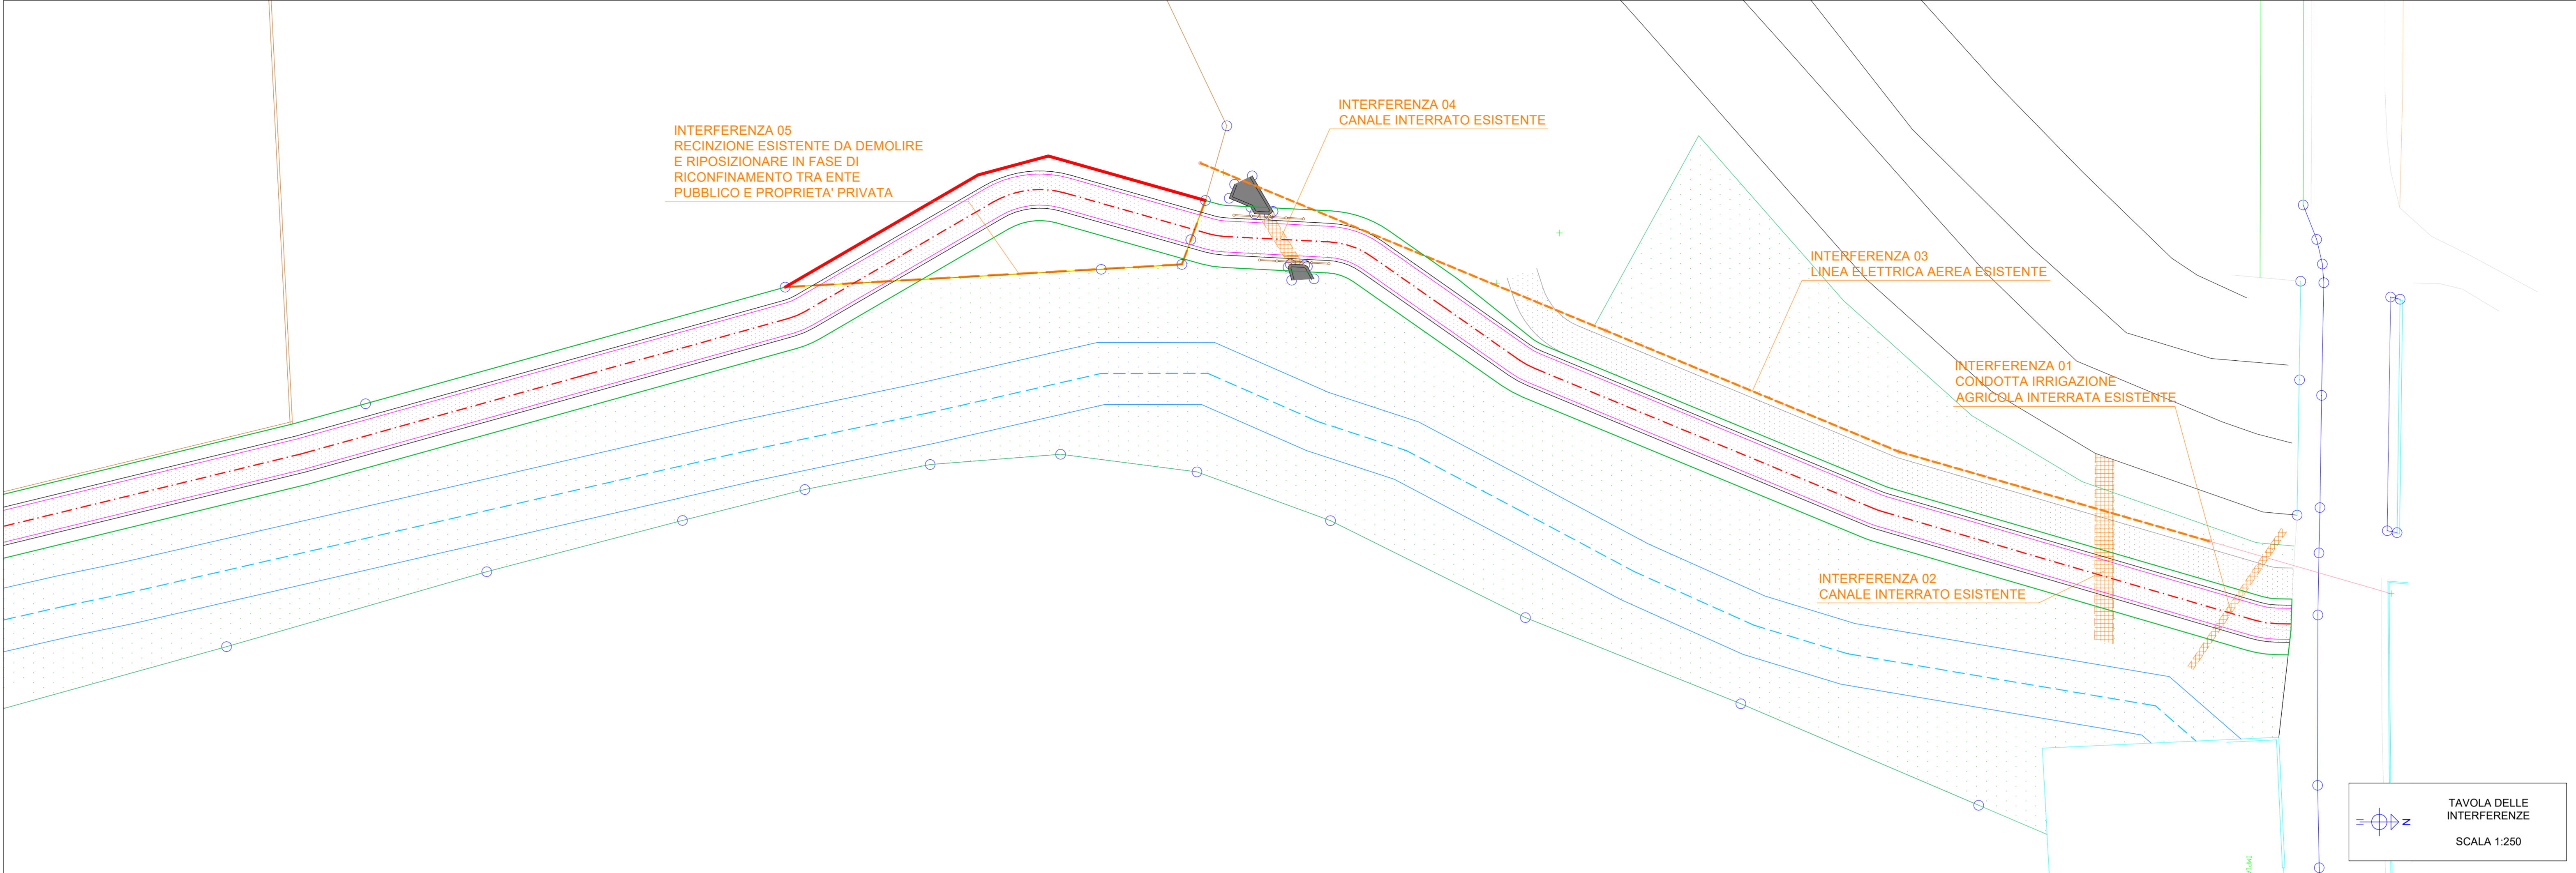 INTERFERENZA 05
RECINZIONE ESISTENTE DA DEMOLIRE
E RIPOSIZIONARE IN FASE DI
RICONFINAMENTO TRA ENTE
PUBBLICO E PROPRIETA' PRIVATA
INTERFERENZA 04
CANALE INTERRATO ESISTENTE
INTERFERENZA 03
LINEA ELETTRICA AEREA ESISTENTE
INTERFERENZA 01
CONDOTTA IRRIGAZIONE
AGRICOLA INTERRATA ESISTENTE
INTERFERENZA 02
CANALE INTERRATO ESISTENTE
N
TAVOLA DELLE
INTERFERENZE
SCALA 1:250